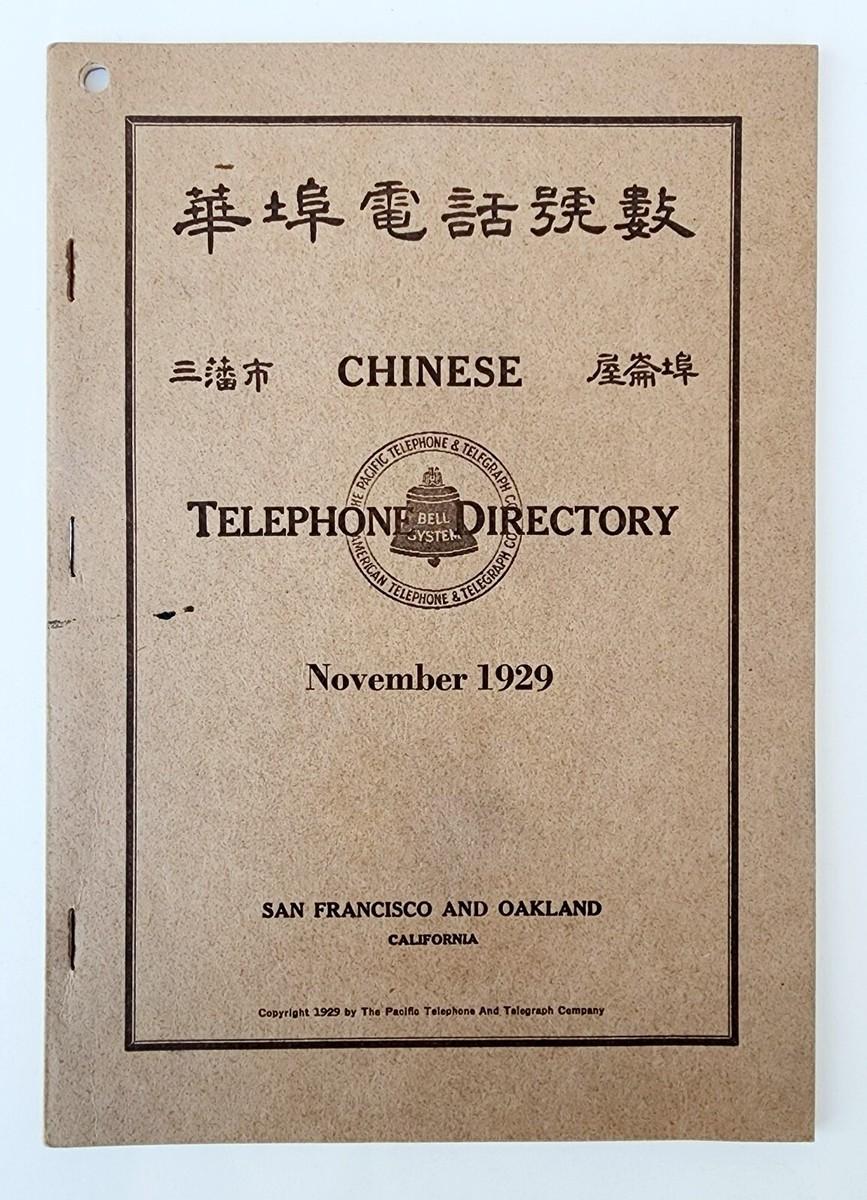 華埠電話號數
三藩市 CHINESE 屋崙埠
THE PACIFIC TELEPHONE & TELEGRAPH CO.
TELEPHONE DIRECTORY
BELL
SYSTEM
AMERICAN TELEPHONE & TELEGRAPH CO.
November 1929
SAN FRANCISCO AND OAKLAND
CALIFORNIA
Copyright 1929 by The Pacific Telephone And Telegraph Company